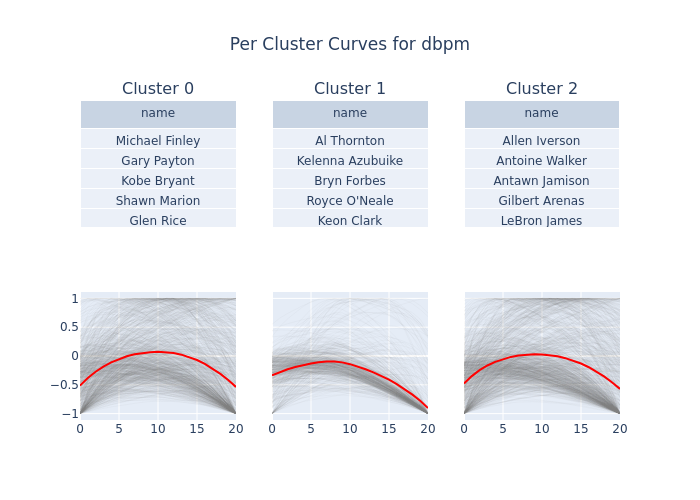 Per Cluster Curves for dbpm
Cluster 0 Cluster 1 Cluster 2
name name name
Michael Finley Al Thornton Allen Iverson
Gary Payton Kelenna Azubuike Antoine Walker
Kobe Bryant Bryn Forbes Antawn Jamison
Shawn Marion Royce O'Neale Gilbert Arenas
Glen Rice Keon Clark LeBron James
1
0.5
0
−0.5
−1
0 5 10 15 20 0 5 10 15 20 0 5 10 15 20